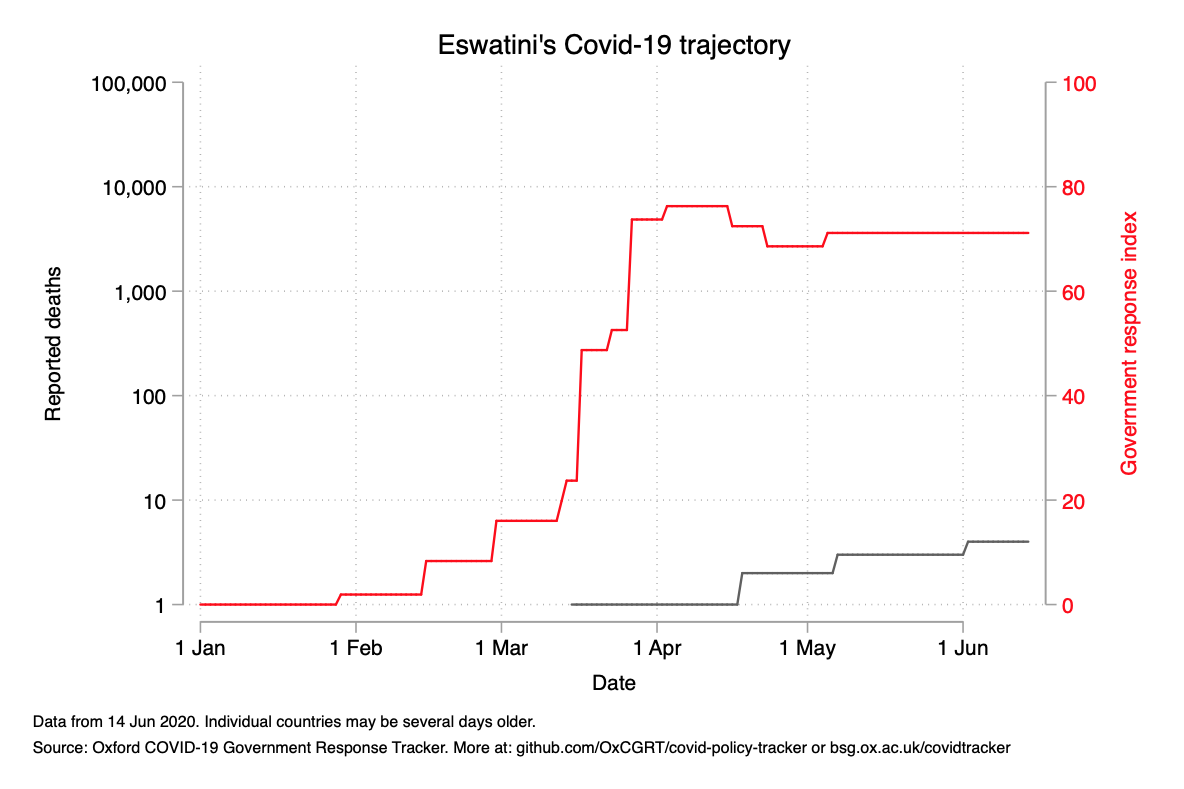 Eswatini's Covid-19 trajectory
100,000
10,000
1,000
100
10
1
Reported deaths
100
80
60
40
20
0
Government response index
1 Jan
1 Feb
1 Mar
1 Apr
1 May
1 Jun
Date
Data from 14 Jun 2020. Individual countries may be several days older.
Source: Oxford COVID-19 Government Response Tracker. More at: github.com/OxCGRT/covid-policy-tracker or bsg.ox.ac.uk/covidtracker